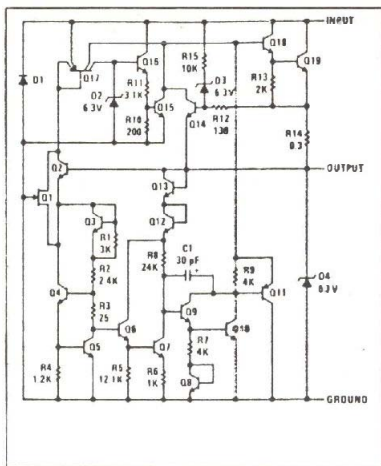 INPUT
Q16
Q18
Q19
Q17
R11
3.1K
R15
10K
D3
6.3V
D1
D2
6.3V
R13
2K
Q15
R10
200
Q14
R12
130
R14
0.3
Q2
OUTPUT
Q13
Q1
Q3
Q12
R1
3K
C1
30 pF
R2
2.4K
R8
24K
R9
4K
D4
6.3V
Q4
Q11
R3
25
Q9
Q6
Q10
Q5
Q7
R7
4K
R4
1.2K
R5
12.1K
R6
1K
Q8
GROUND